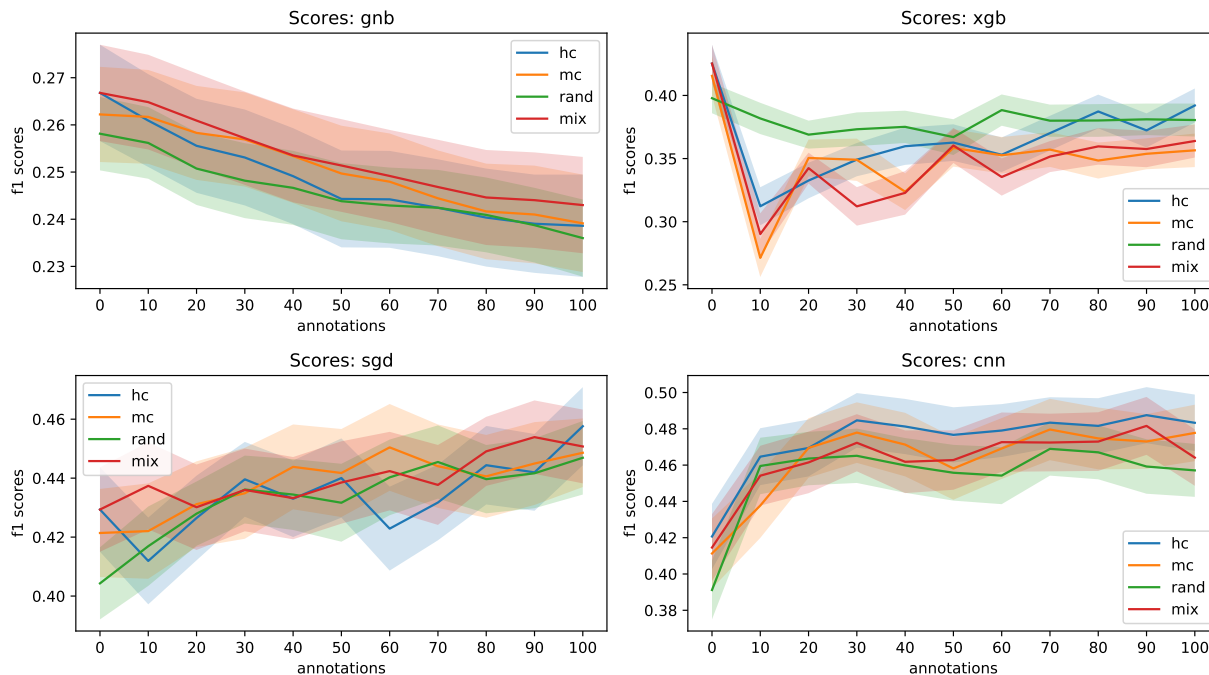 Scores: gnb
0.27
0.26
0.25
0.24
0.23
f1 scores
hc
mc
rand
mix
0 10 20 30 40 50 60 70 80 90 100
annotations
Scores: xgb
0.40
0.35
0.30
0.25
f1 scores
hc
mc
rand
mix
0 10 20 30 40 50 60 70 80 90 100
annotations
Scores: sgd
0.46
0.44
0.42
0.40
f1 scores
hc
mc
rand
mix
0 10 20 30 40 50 60 70 80 90 100
annotations
Scores: cnn
0.50
0.48
0.46
0.44
0.42
0.40
0.38
f1 scores
hc
mc
rand
mix
0 10 20 30 40 50 60 70 80 90 100
annotations